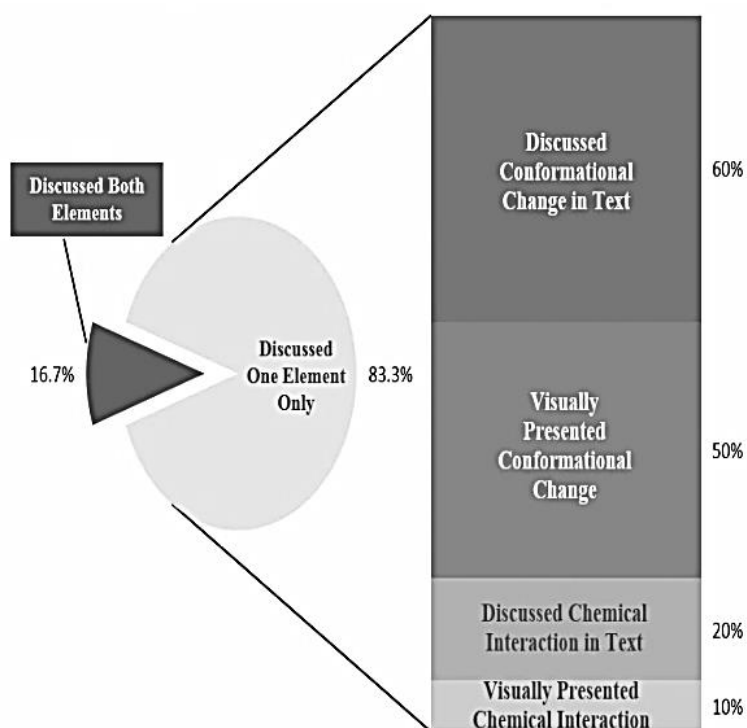 Discussed Both
Elements
16.7%
Discussed
One Element
Only
83.3%
Discussed
Conformational
Change in Text
60%
Visually
Presented
Conformational
Change
50%
Discussed Chemical
Interaction in Text
20%
Visually Presented
Chemical Interaction
10%